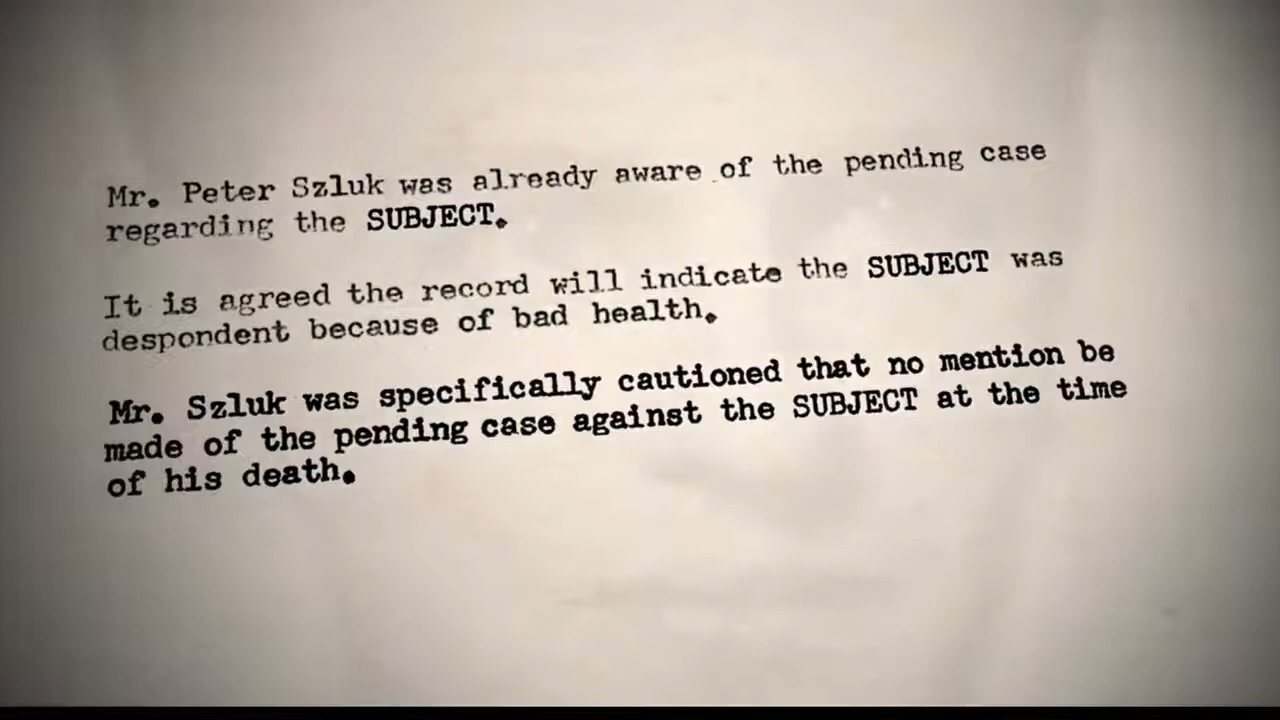 Mr. Peter Szluk was already aware of the pending case
regarding the SUBJECT.
It is agreed the record will indicate the SUBJECT was
despondent because of bad health.
Mr. Szluk was specifically cautioned that no mention be
made of the pending case against the SUBJECT at the time
of his death.